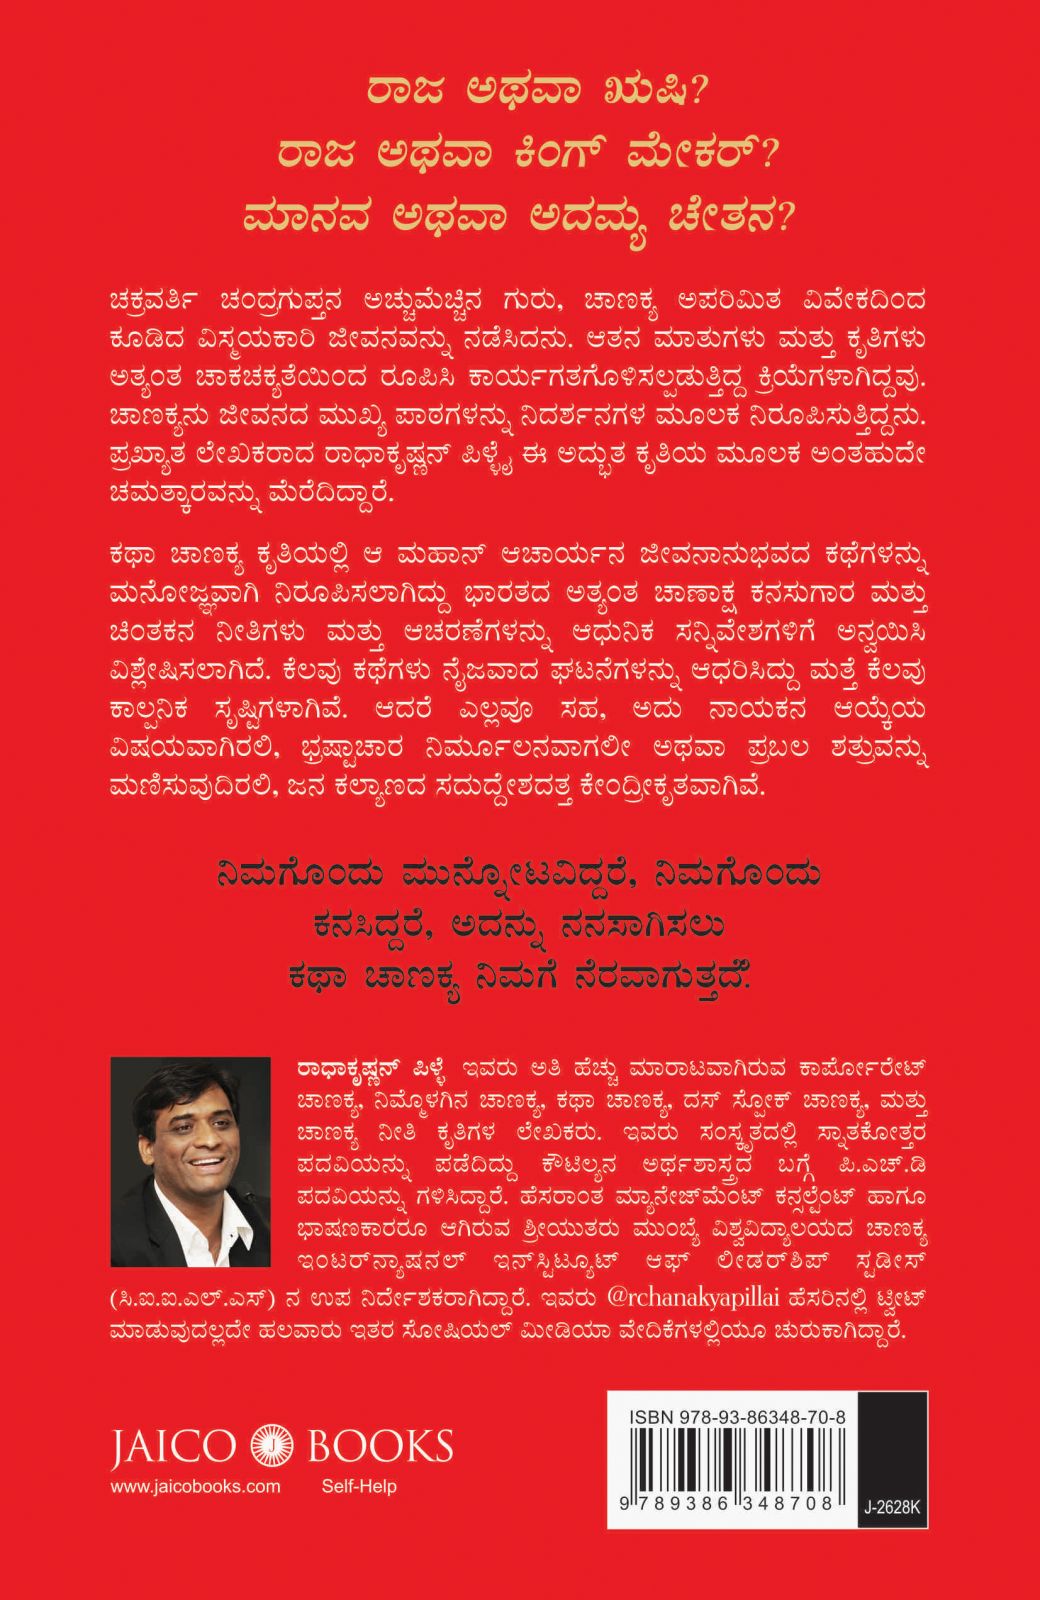 ರಾಜ ಅಥವಾ ಋಷಿ?
ರಾಜ ಅಥವಾ ಕಿಂಗ್ ಮೇಕರ್?
ಮಾನವ ಅಥವಾ ಅದಮ್ಯ ಚೇತನ?
ಚಕ್ರವರ್ತಿ ಚಂದ್ರಗುಪ್ತನ ಅಚ್ಚುಮೆಚ್ಚಿನ ಗುರು, ಚಾಣಕ್ಯ ಅಪರಿಮಿತ ವಿವೇಕದಿಂದ
ಕೂಡಿದ ವಿಸ್ಮಯಕಾರಿ ಜೀವನವನ್ನು ನಡೆಸಿದನು. ಆತನ ಮಾತುಗಳು ಮತ್ತು ಕೃತಿಗಳು
ಅತ್ಯಂತ ಚಾಕಚಕ್ಯತೆಯಿಂದ ರೂಪಿಸಿ ಕಾರ್ಯಗತಗೊಳಿಸಲ್ಪಡುತ್ತಿದ್ದ ಕ್ರಿಯೆಗಳಾಗಿದ್ದವು.
ಚಾಣಕ್ಯನು ಜೀವನದ ಮುಖ್ಯ ಪಾಠಗಳನ್ನು ನಿದರ್ಶನಗಳ ಮೂಲಕ ನಿರೂಪಿಸುತ್ತಿದ್ದನು.
ಪ್ರಖ್ಯಾತ ಲೇಖಕರಾದ ರಾಧಾಕೃಷ್ಣನ್ ಪಿಳ್ಳೈ ಈ ಅದ್ಭುತ ಕೃತಿಯ ಮೂಲಕ ಅಂತಹುದೇ
ಚಮತ್ಕಾರವನ್ನು ಮೆರೆದಿದ್ದಾರೆ.
ಕಥಾ ಚಾಣಕ್ಯ ಕೃತಿಯಲ್ಲಿ ಆ ಮಹಾನ್ ಆಚಾರ್ಯನ ಜೀವನಾನುಭವದ ಕಥೆಗಳನ್ನು
ಮನೋಜ್ಞವಾಗಿ ನಿರೂಪಿಸಲಾಗಿದ್ದು ಭಾರತದ ಅತ್ಯಂತ ಚಾಣಾಕ್ಷ ಕನಸುಗಾರ ಮತ್ತು
ಚಿಂತಕನ ನೀತಿಗಳು ಮತ್ತು ಆಚರಣೆಗಳನ್ನು ಆಧುನಿಕ ಸನ್ನಿವೇಶಗಳಿಗೆ ಅನ್ವಯಿಸಿ
ವಿಶ್ಲೇಷಿಸಲಾಗಿದೆ. ಕೆಲವು ಕಥೆಗಳು ನೈಜವಾದ ಘಟನೆಗಳನ್ನು ಆಧರಿಸಿದ್ದು ಮತ್ತೆ ಕೆಲವು
ಕಾಲ್ಪನಿಕ ಸೃಷ್ಟಿಗಳಾಗಿವೆ. ಆದರೆ ಎಲ್ಲವೂ ಸಹ, ಅದು ನಾಯಕನ ಆಯ್ಕೆಯ
ವಿಷಯವಾಗಿರಲಿ, ಭ್ರಷ್ಟಾಚಾರ ನಿರ್ಮೂಲನವಾಗಲೀ ಅಥವಾ ಪ್ರಬಲ ಶತ್ರುವನ್ನು
ಮಣಿಸುವುದಿರಲಿ, ಜನ ಕಲ್ಯಾಣದ ಸದುದ್ದೇಶದತ್ತ ಕೇಂದ್ರೀಕೃತವಾಗಿವೆ.
ನಿಮಗೊಂದು ಮುನ್ನೋಟವಿದ್ದರೆ, ನಿಮಗೊಂದು
ಕನಸಿದ್ದರೆ, ಅದನ್ನು ನನಸಾಗಿಸಲು
ಕಥಾ ಚಾಣಕ್ಯ ನಿಮಗೆ ನೆರವಾಗುತ್ತದೆ!
ರಾಧಾಕೃಷ್ಣನ್ ಪಿಳ್ಳೆ ಇವರು ಅತಿ ಹೆಚ್ಚು ಮಾರಾಟವಾಗಿರುವ ಕಾರ್ಪೋರೇಟ್
ಚಾಣಕ್ಯ, ನಿಮ್ಮೊಳಗಿನ ಚಾಣಕ್ಯ, ಕಥಾ ಚಾಣಕ್ಯ, ದಸ್ ಸ್ಪೋಕ್ ಚಾಣಕ್ಯ, ಮತ್ತು
ಚಾಣಕ್ಯ ನೀತಿ ಕೃತಿಗಳ ಲೇಖಕರು. ಇವರು ಸಂಸ್ಕೃತದಲ್ಲಿ ಸ್ನಾತಕೋತ್ತರ
ಪದವಿಯನ್ನು ಪಡೆದಿದ್ದು ಕೌಟಿಲ್ಯನ ಅರ್ಥಶಾಸ್ತ್ರದ ಬಗ್ಗೆ ಪಿ.ಎಚ್.ಡಿ
ಪದವಿಯನ್ನು ಗಳಿಸಿದ್ದಾರೆ. ಹೆಸರಾಂತ ಮ್ಯಾನೇಜ್‌ಮೆಂಟ್ ಕನ್ಸಲ್ಟೆಂಟ್ ಹಾಗೂ
ಭಾಷಣಕಾರರೂ ಆಗಿರುವ ಶ್ರೀಯುತರು ಮುಂಬೈ ವಿಶ್ವವಿದ್ಯಾಲಯದ ಚಾಣಕ್ಯ
ಇಂಟರ್‌ನ್ಯಾಷನಲ್ ಇನ್‌ಸ್ಟಿಟ್ಯೂಟ್ ಆಫ್ ಲೀಡರ್‌ಶಿಪ್ ಸ್ಟಡೀಸ್
(ಸಿ.ಐ.ಐ.ಎಲ್.ಎಸ್) ನ ಉಪ ನಿರ್ದೇಶಕರಾಗಿದ್ದಾರೆ. ಇವರು @rchanakyapillai ಹೆಸರಿನಲ್ಲಿ ಟ್ವೀಟ್
ಮಾಡುವುದಲ್ಲದೇ ಹಲವಾರು ಇತರ ಸೋಷಿಯಲ್ ಮೀಡಿಯಾ ವೇದಿಕೆಗಳಲ್ಲಿಯೂ ಚುರುಕಾಗಿದ್ದಾರೆ.
JAICO J BOOKS
www.jaicobooks.com Self-Help
ISBN 978-93-86348-70-8
9 789386 348708
J-2628K